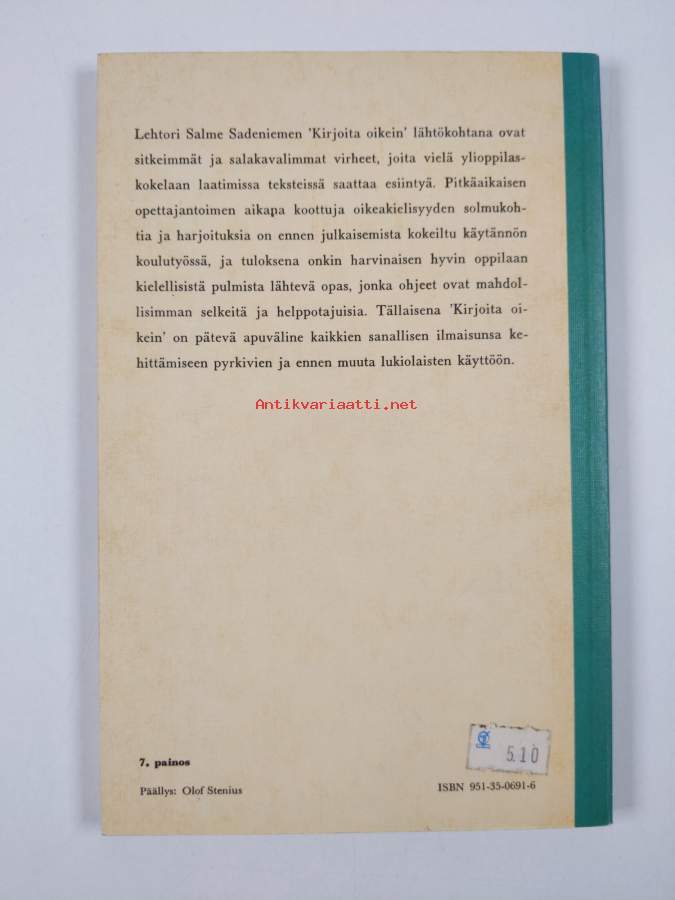 Lehtori Salme Sadeniemen 'Kirjoita oikein' lähtökohtana ovat
sitkeimmät ja salakavalimmat virheet, joita vielä ylioppilas-
kokelaan laatimissa teksteissä saattaa esiintyä. Pitkäaikaisen
opettajantoimen aikapa koottuja oikeakielisyyden solmukoh-
tia ja harjoituksia on ennen julkaisemista kokeiltu käytännön
koulutyössä, ja tuloksena onkin harvinaisen hyvin oppilaan
kielellisistä pulmista lähtevä opas, jonka ohjeet ovat mahdol-
lisimman selkeitä ja helppotajuisia. Tällaisena 'Kirjoita oi-
kein' on pätevä apuväline kaikkien sanallisen ilmaisunsa ke-
hittämiseen pyrkivien ja ennen muuta lukiolaisten käyttöön.
Antikvariaatti.net
5.10
7. painos
Päällys: Olof Stenius
ISBN 951-35-0691-6